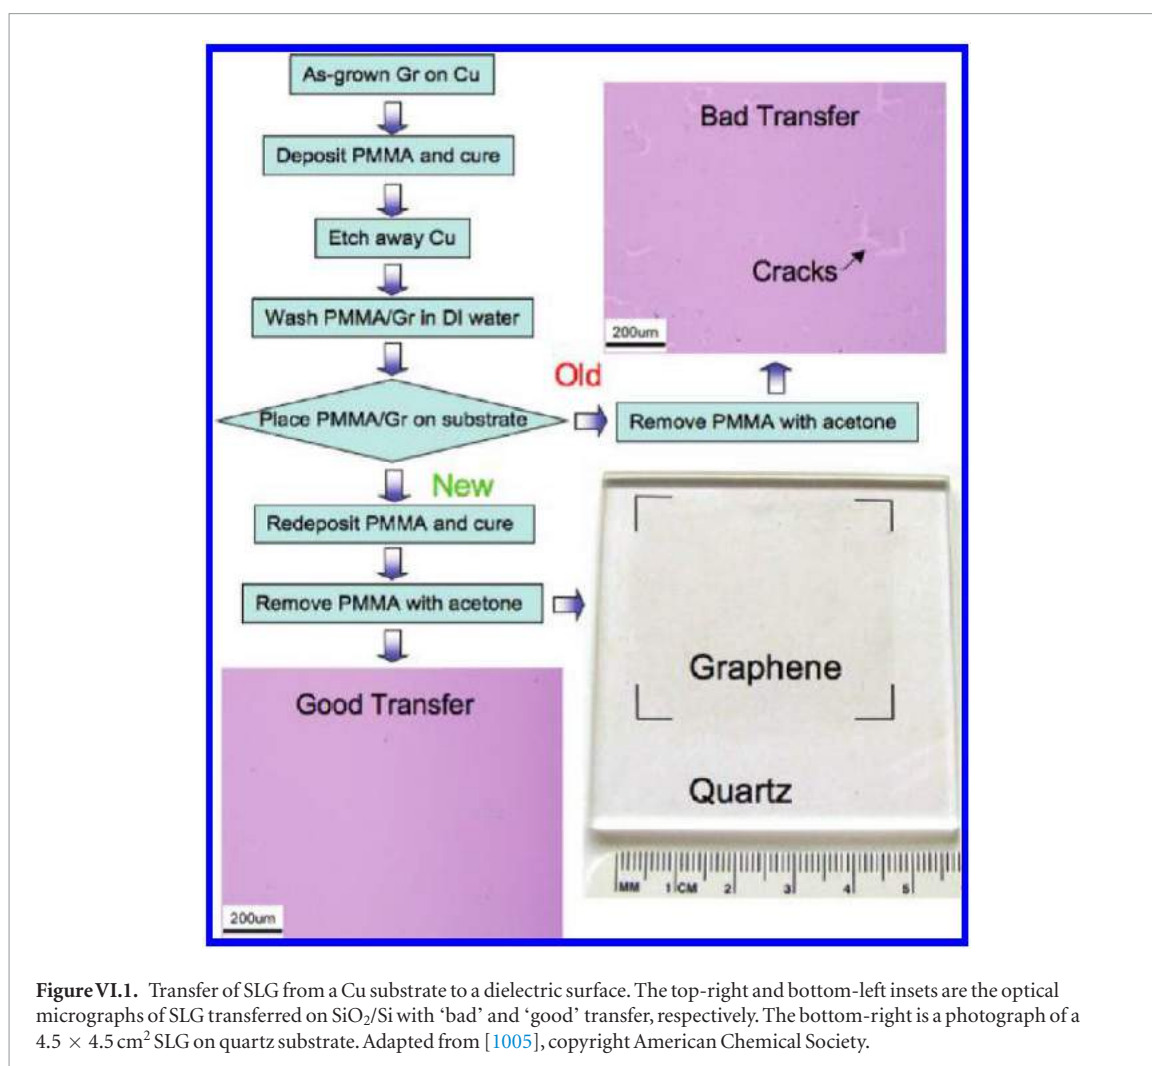 As-grown Gr on Cu
Deposit PMMA and cure
Etch away Cu
Wash PMMA/Gr in DI water
Place PMMA/Gr on substrate
Old
Remove PMMA with acetone
Bad Transfer
Cracks
200um
New
Redeposit PMMA and cure
Remove PMMA with acetone
Good Transfer
200um
Graphene
Quartz
MM 1 CM 2 3 4 5
Figure VI.1. Transfer of SLG from a Cu substrate to a dielectric surface. The top-right and bottom-left insets are the optical
micrographs of SLG transferred on SiO₂/Si with ‘bad’ and ‘good’ transfer, respectively. The bottom-right is a photograph of a
4.5 × 4.5 cm² SLG on quartz substrate. Adapted from [1005], copyright American Chemical Society.